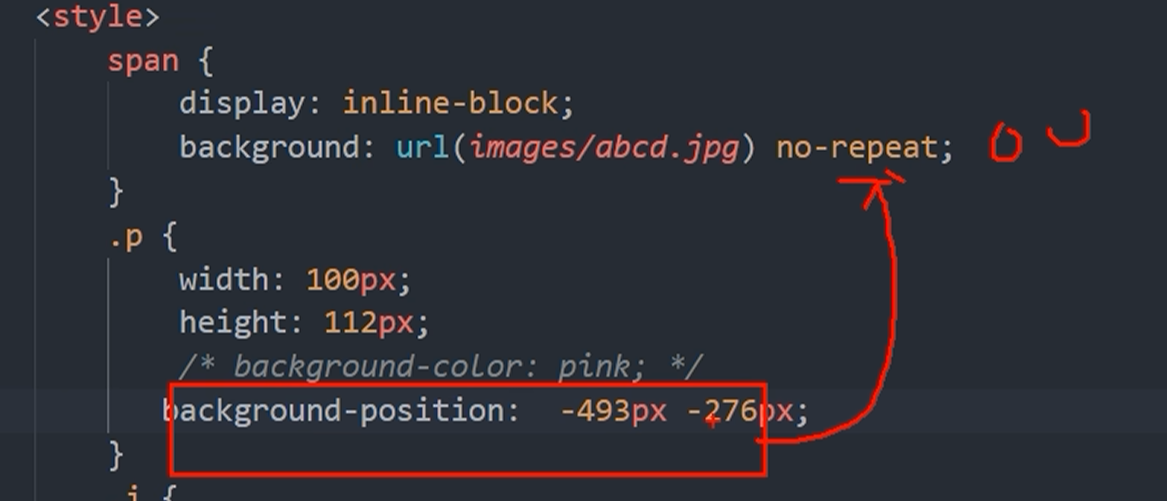 <style>
span {
display: inline-block;
background: url(images/abcd.jpg) no-repeat; 0 0
}
.p {
width: 100px;
height: 112px;
/* background-color: pink; */
background-position: -493px -276px;
}
.i {